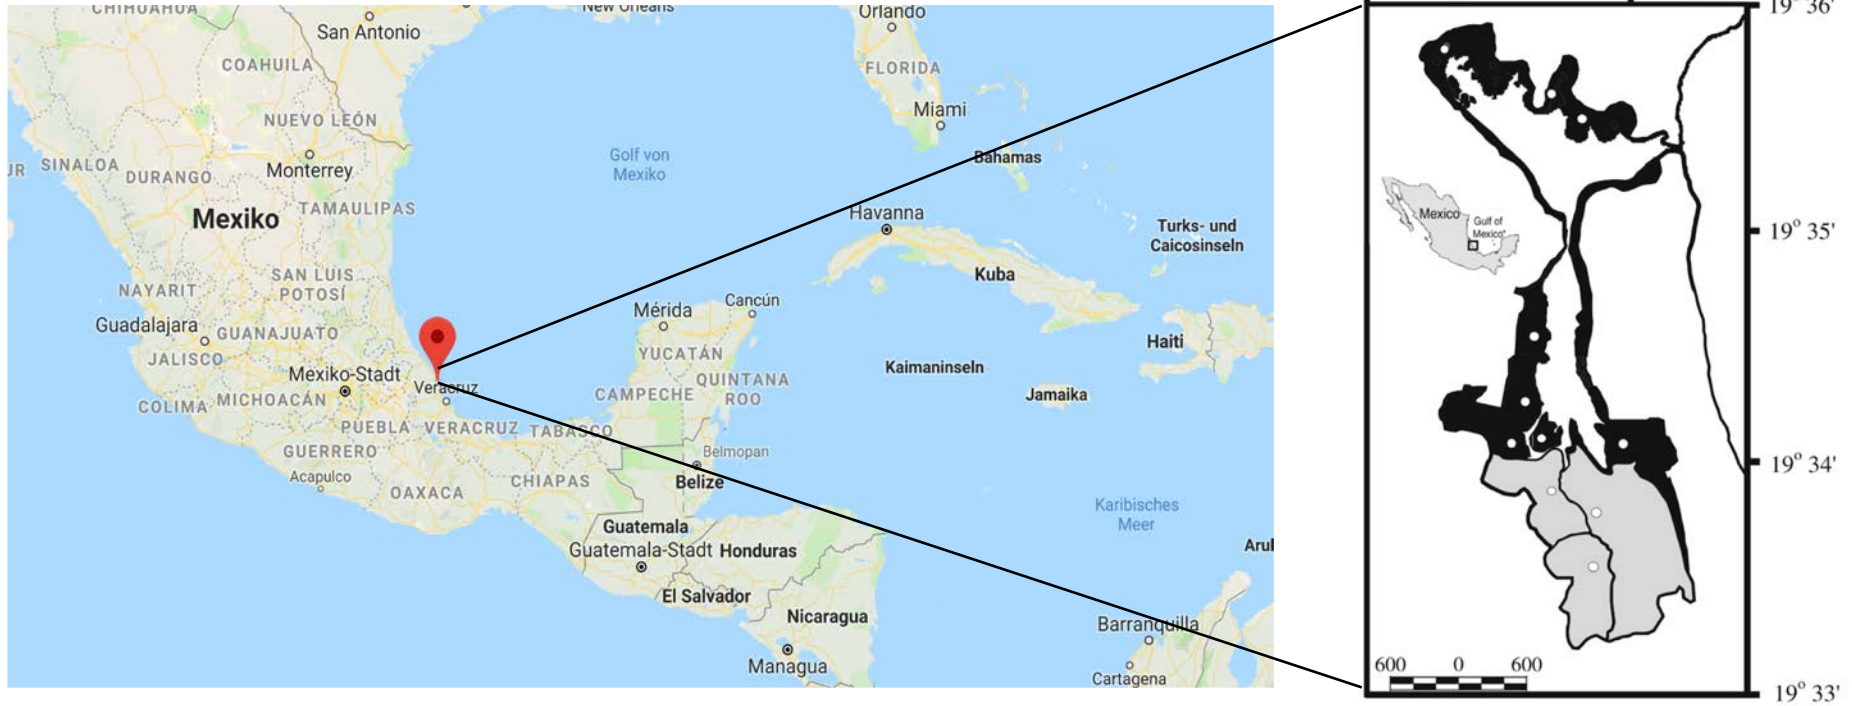 CHIHUAHUA
San Antonio
New Orleans
Orlando
COAHUILA
FLORIDA
Miami
NUEVO LEÓN
SINALOA
DURANGO
Monterrey
Golf von
Mexiko
Bahamas
Mexiko
TAMAULIPAS
Havanna
Turks- und
Caicosinseln
SAN LUIS
POTOSÍ
Kuba
NAYARIT
Mérida
Cancún
Guadalajara
GUANAJUATO
JALISCO
YUCATÁN
Haiti
Mexiko-Stadt
Veracruz
Kaimaninseln
QUINTANA
ROO
CAMPECHE
Jamaika
COLIMA
MICHOACÁN
PUEBLA
VERACRUZ
TABASCO
GUERRERO
Belmopan
Acapulco
OAXACA
CHIAPAS
Belize
Karibisches
Meer
Guatemala
Guatemala-Stadt
Honduras
El Salvador
Nicaragua
Barranquilla
Managua
Cartagena
19° 36'
Mexico
Gulf of
Mexico
19° 35'
19° 34'
600 0 600
19° 33'